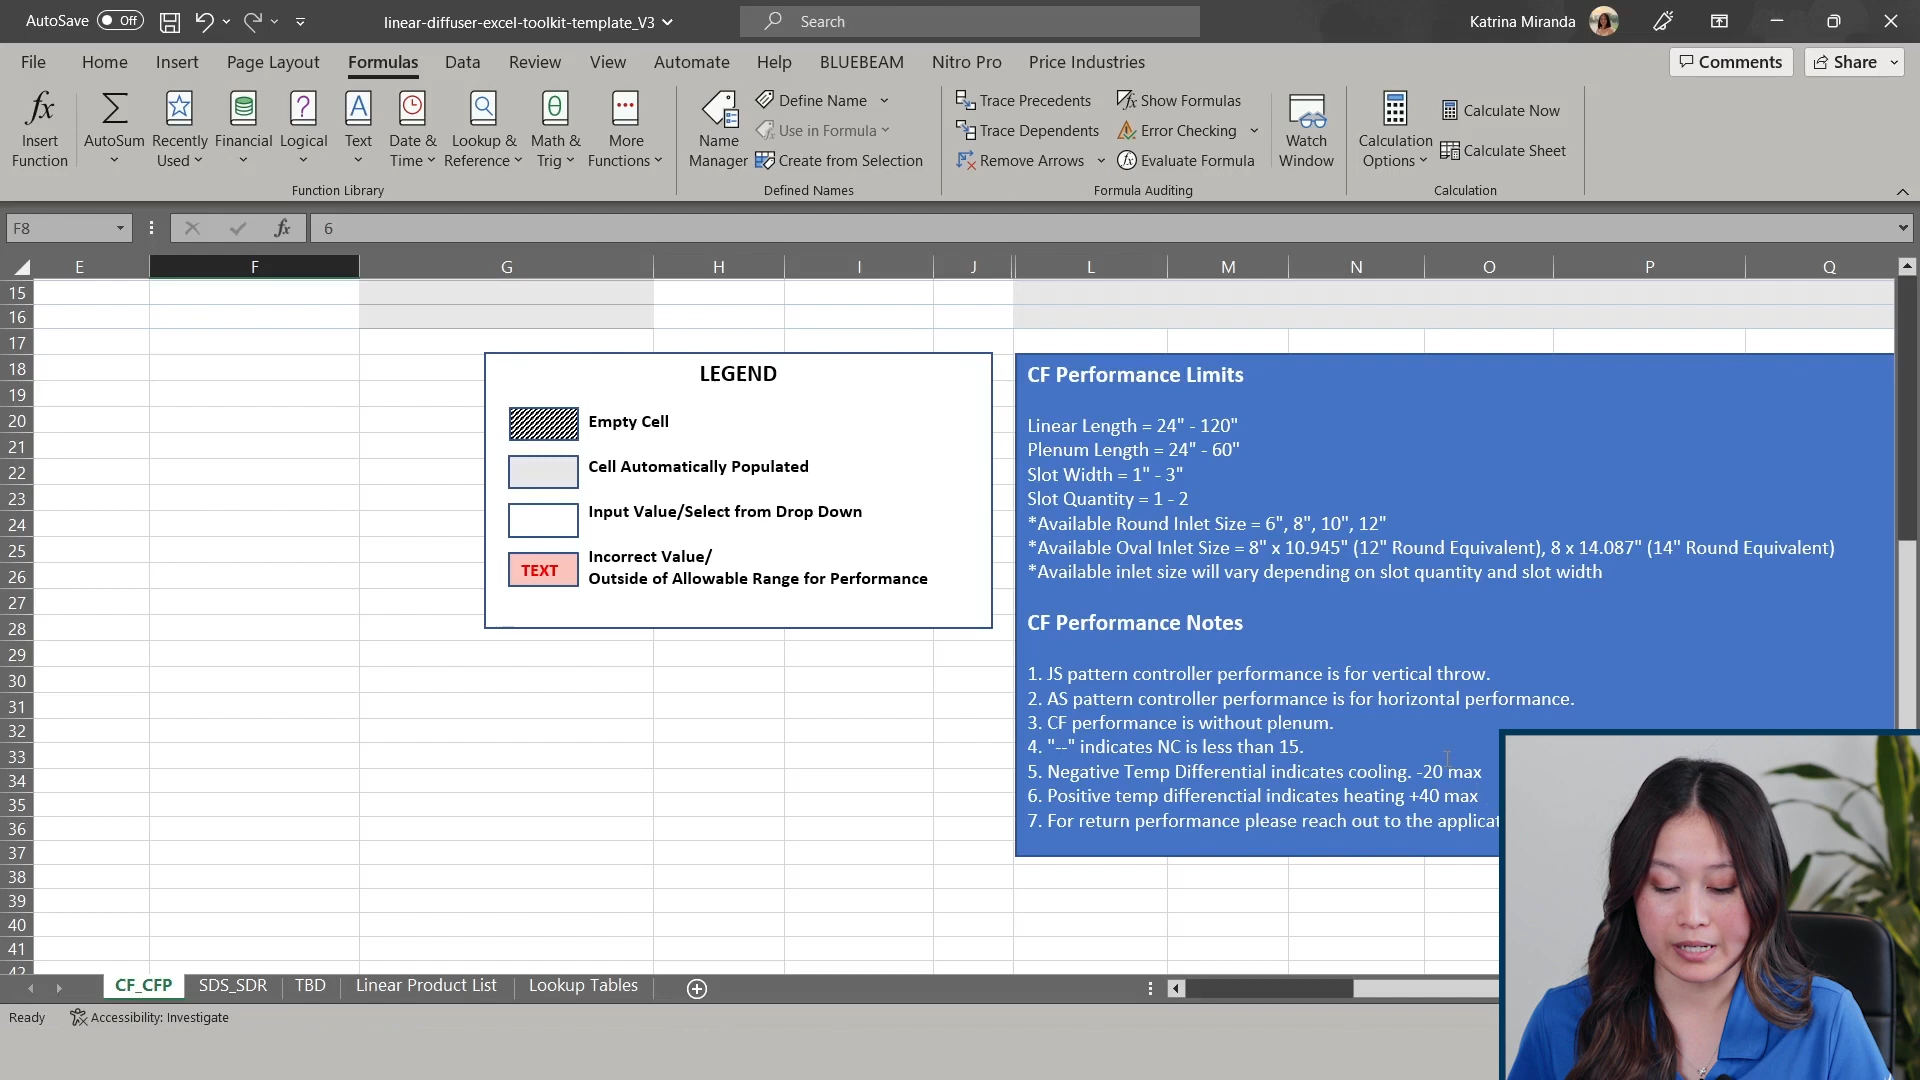 AutoSave Off linear-diffuser-excel-toolkit-template_V3 Search Katrina Miranda
File Home Insert Page Layout Formulas Data Review View Automate Help BLUEBEAM Nitro Pro Price Industries Comments Share
Insert Function
AutoSum
Recently Used
Financial
Logical
Text
Date & Time
Lookup & Reference
Math & Trig
More Functions
Function Library
Name Manager
Define Name
Use in Formula
Create from Selection
Defined Names
Trace Precedents
Trace Dependents
Remove Arrows
Show Formulas
Error Checking
Evaluate Formula
Formula Auditing
Watch Window
Calculation Options
Calculate Now
Calculate Sheet
Calculation
F8 fx 6
E F G H I J L M N O P Q
15
16
17
18
19
20
21
22
23
24
25
26
27
28
29
30
31
32
33
34
35
36
37
38
39
40
41
42
LEGEND
Empty Cell
Cell Automatically Populated
Input Value/Select from Drop Down
TEXT Incorrect Value/
Outside of Allowable Range for Performance
CF Performance Limits
Linear Length = 24" - 120"
Plenum Length = 24" - 60"
Slot Width = 1" - 3"
Slot Quantity = 1 - 2
*Available Round Inlet Size = 6", 8", 10", 12"
*Available Oval Inlet Size = 8" x 10.945" (12" Round Equivalent), 8 x 14.087" (14" Round Equivalent)
*Available inlet size will vary depending on slot quantity and slot width
CF Performance Notes
1. JS pattern controller performance is for vertical throw.
2. AS pattern controller performance is for horizontal performance.
3. CF performance is without plenum.
4. "--" indicates NC is less than 15.
5. Negative Temp Differential indicates cooling. -20 max
6. Positive temp differenctial indicates heating +40 max
7. For return performance please reach out to the applicat
CF_CFP SDS_SDR TBD Linear Product List Lookup Tables
Ready Accessibility: Investigate